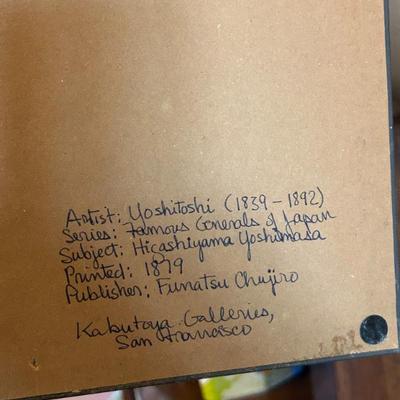 Artist: Yoshitoshi (1839-1892)
Series: Famous Generals of Japan
Subject: Higashiyama Yoshimasa
Printed: 1879
Publisher: Funatsu Chujiro
Kabutoya Galleries,
San Francisco